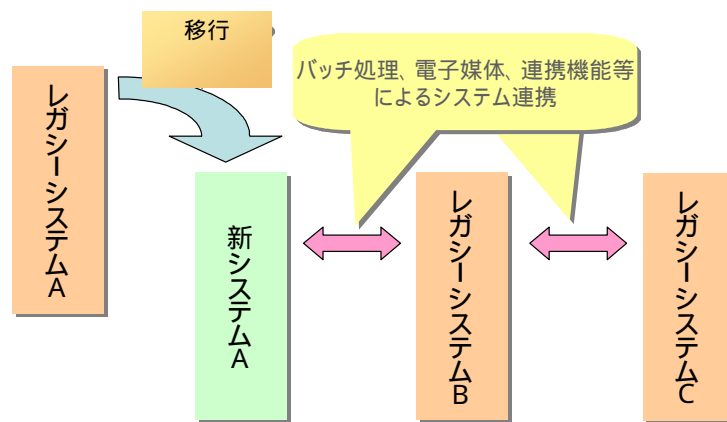 移行
バッチ処理、電子媒体、連携機能等
によるシステム連携
レガシーシステムA
新システムA
レガシーシステムB
レガシーシステムC